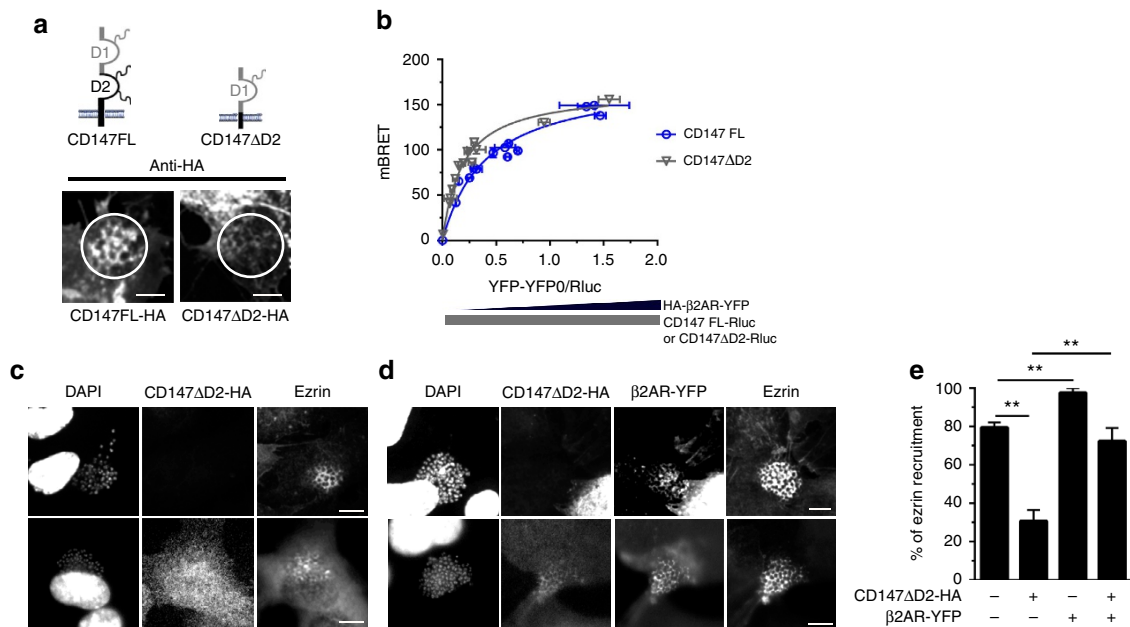 a
D1
D2
D1
CD147FL
CD147ΔD2
Anti-HA
CD147FL-HA
CD147ΔD2-HA
b
200
150
100
50
0
mBRET
0.0
0.5
1.0
1.5
2.0
YFP-YFP0/Rluc
CD147 FL
CD147ΔD2
HA-β2AR-YFP
CD147 FL-Rluc
or CD147ΔD2-Rluc
c
DAPI
CD147ΔD2-HA
Ezrin
d
DAPI
CD147ΔD2-HA
β2AR-YFP
Ezrin
e
**
**
**
100
80
60
40
20
0
% of ezrin recruitment
CD147ΔD2-HA – + – +
β2AR-YFP – – + +